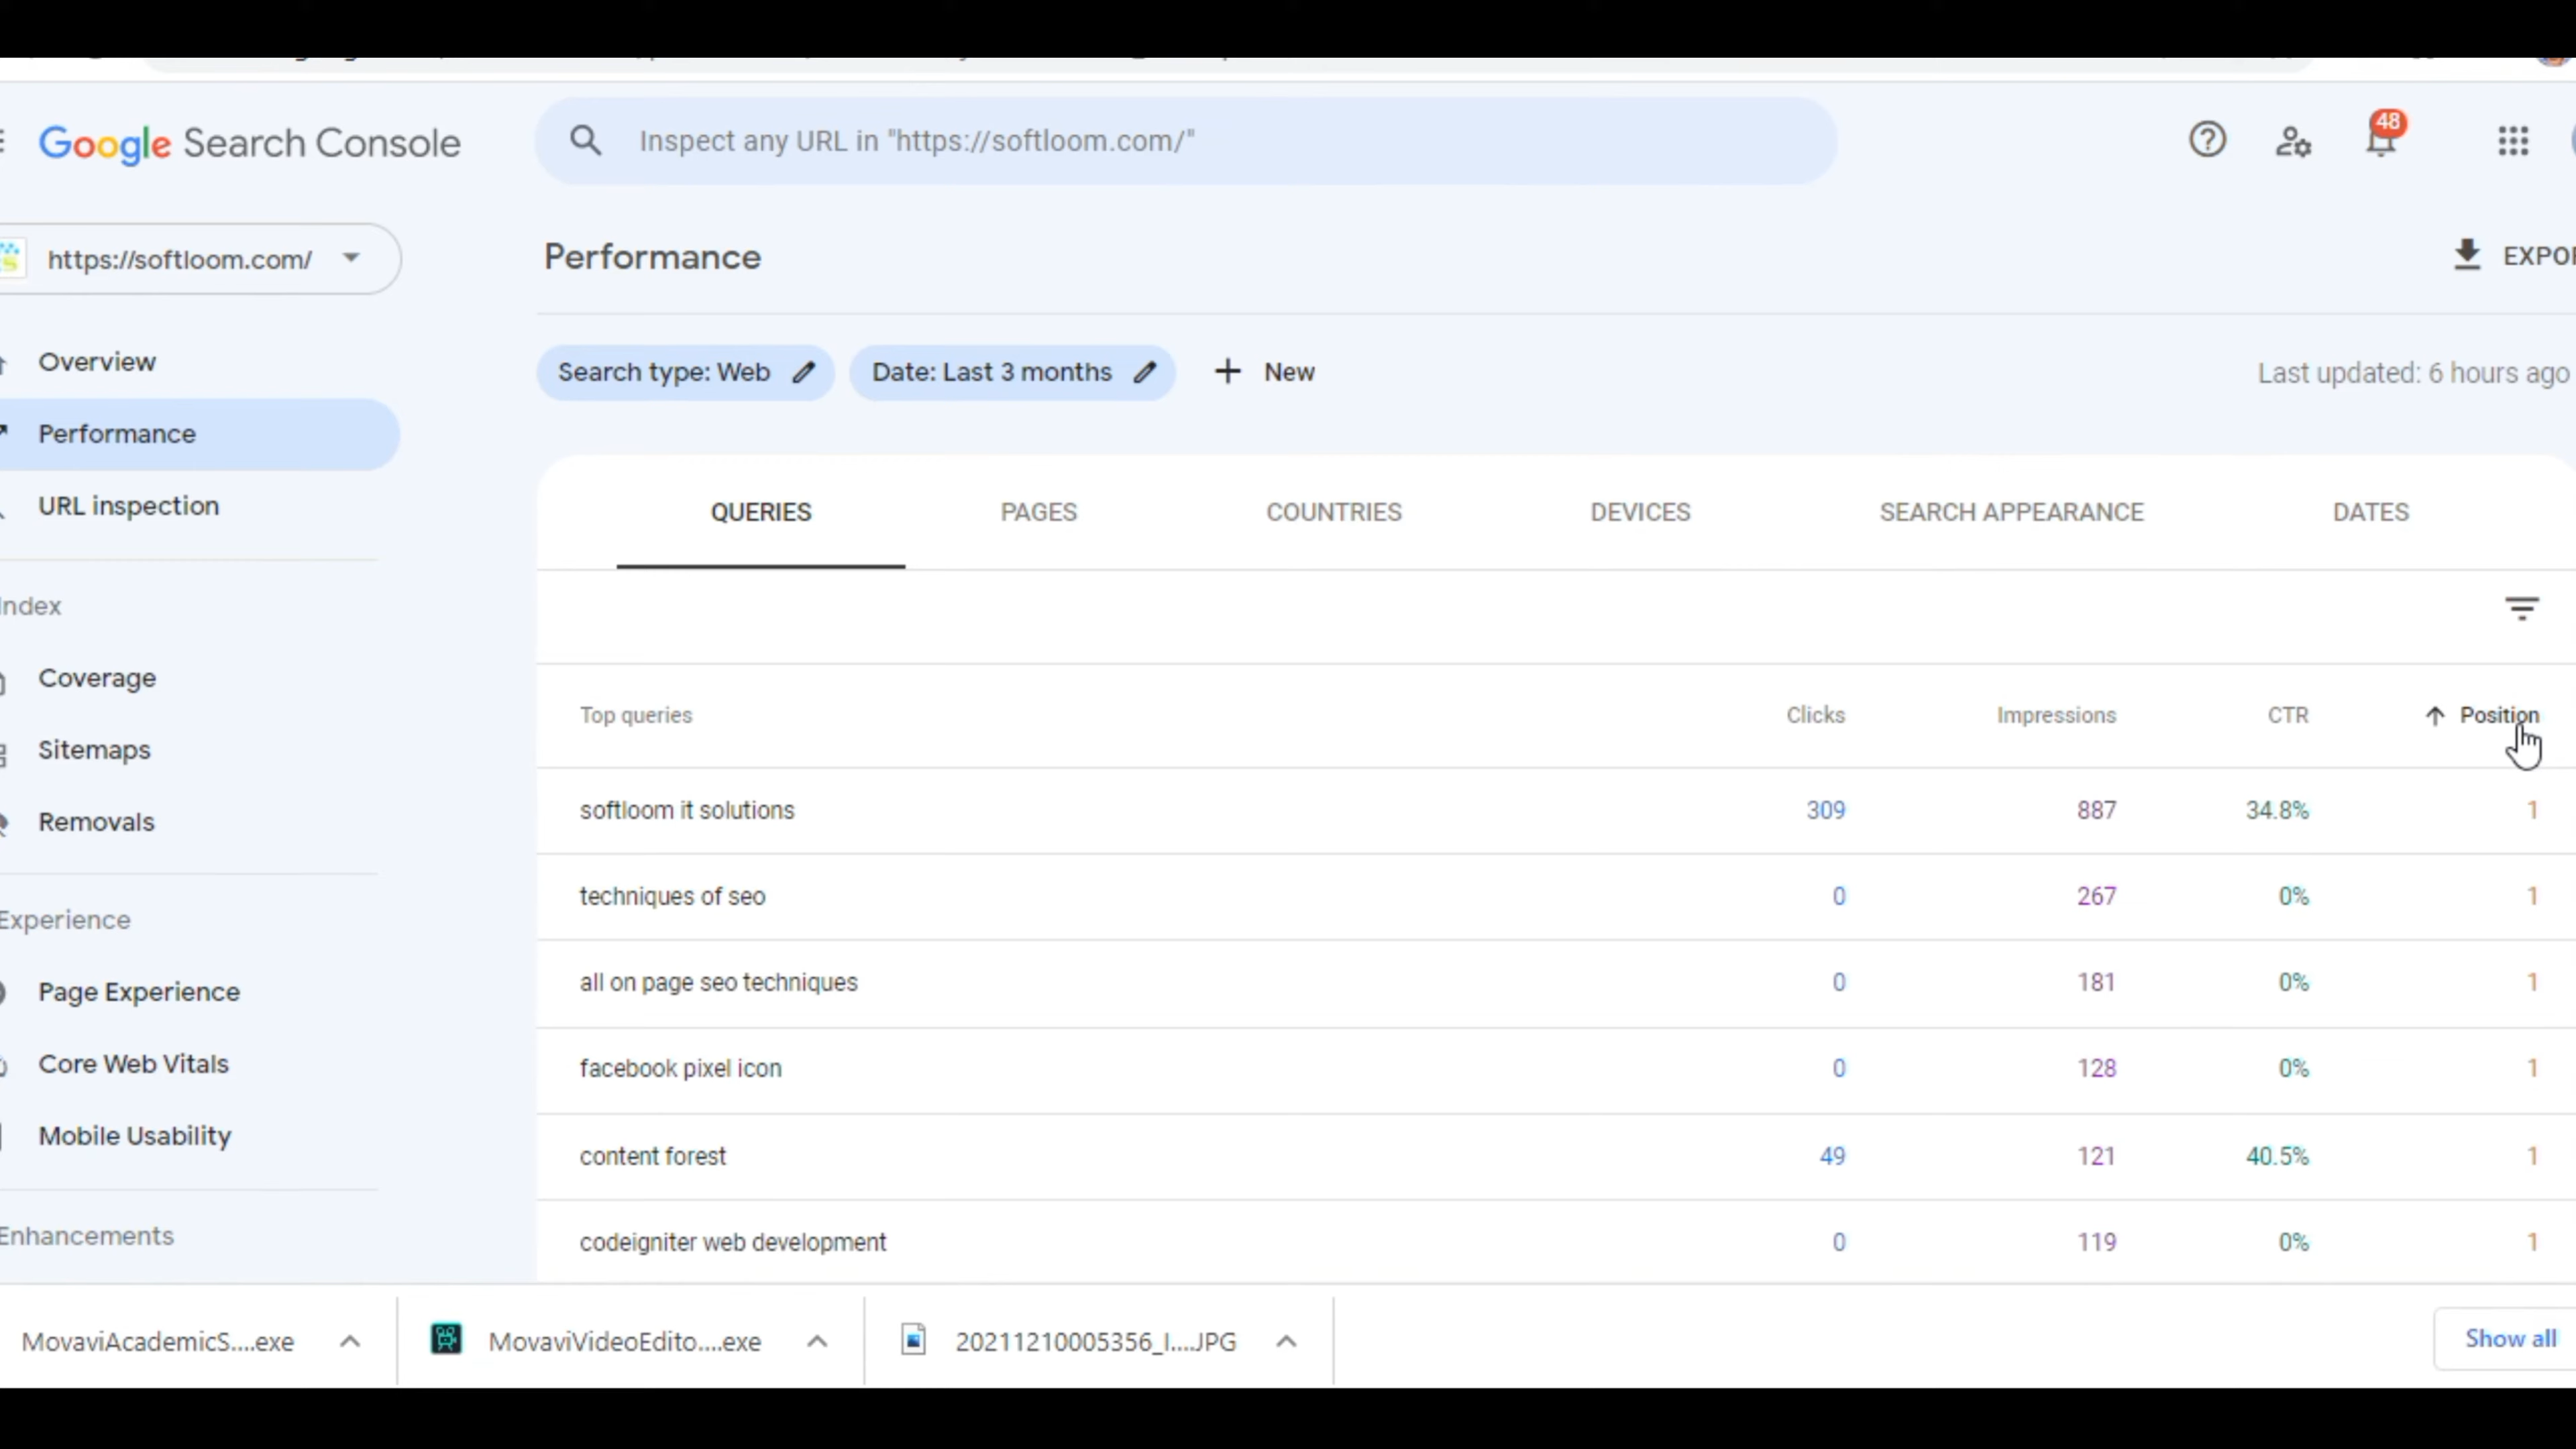 Google Search Console
Inspect any URL in "https://softloom.com/"
48
https://softloom.com/
Performance
Overview
Performance
URL inspection
Index
Coverage
Sitemaps
Removals
Experience
Page Experience
Core Web Vitals
Mobile Usability
Enhancements
Search type: Web
Date: Last 3 months
New
Last updated: 6 hours ago
QUERIES PAGES COUNTRIES DEVICES SEARCH APPEARANCE DATES
Top queries Clicks Impressions CTR Position
softloom it solutions 309 887 34.8% 1
techniques of seo 0 267 0% 1
all on page seo techniques 0 181 0% 1
facebook pixel icon 0 128 0% 1
content forest 49 121 40.5% 1
codeigniter web development 0 119 0% 1
MovaviAcademicS....exe
MovaviVideoEdito....exe
20211210005356_I....JPG
Show all